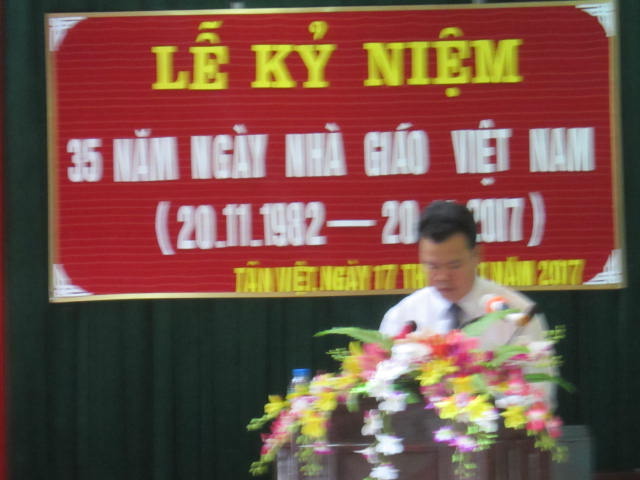 LỄ KỶ NIỆM
35 NĂM NGÀY NHÀ GIÁO VIỆT NAM
(20.11.1982 — 20 2017)
TÂN VIỆT, NGÀY 17 NĂM 2017